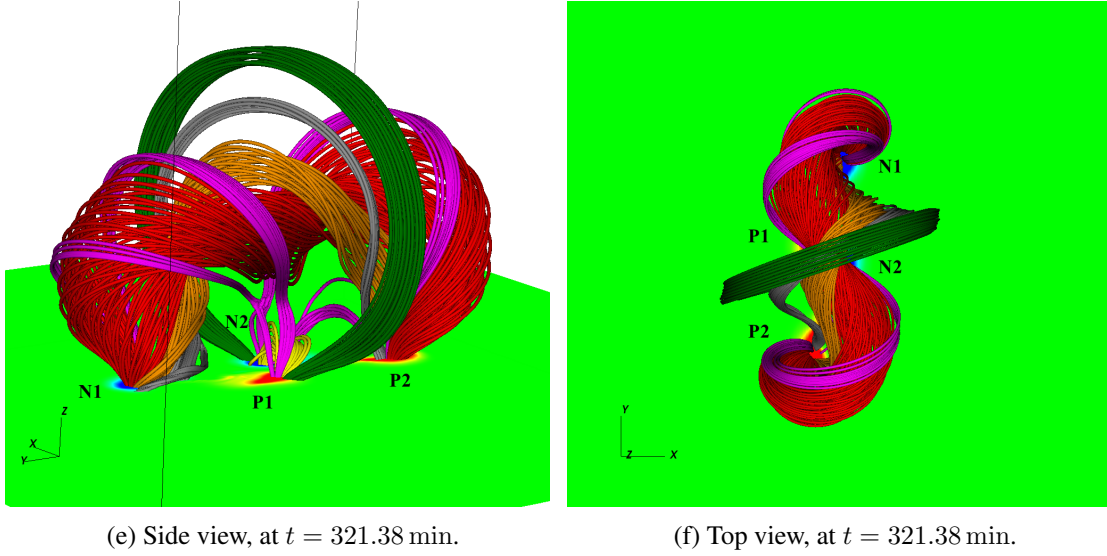 N2
N1
P1
P2
Z
X
Y
N1
P1
N2
P2
Y
Z
X
(e) Side view, at t = 321.38 min.
(f) Top view, at t = 321.38 min.